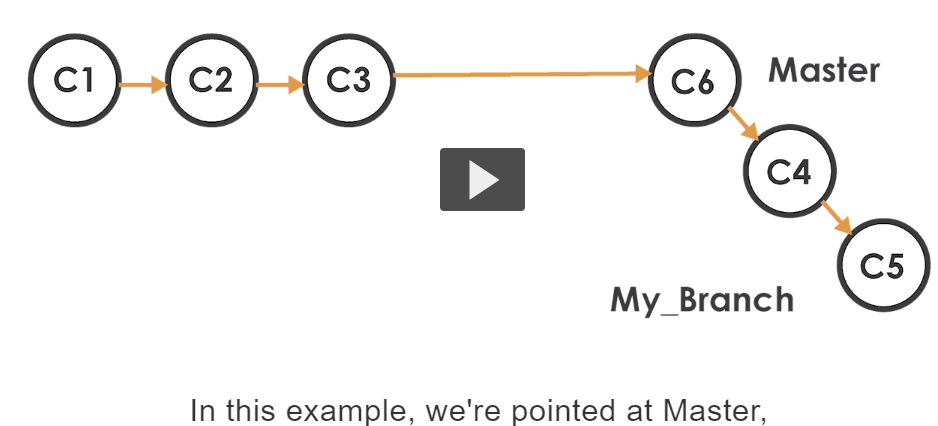 C1 C2 C3 C6 Master
C4
C5
My_Branch
In this example, we're pointed at Master,